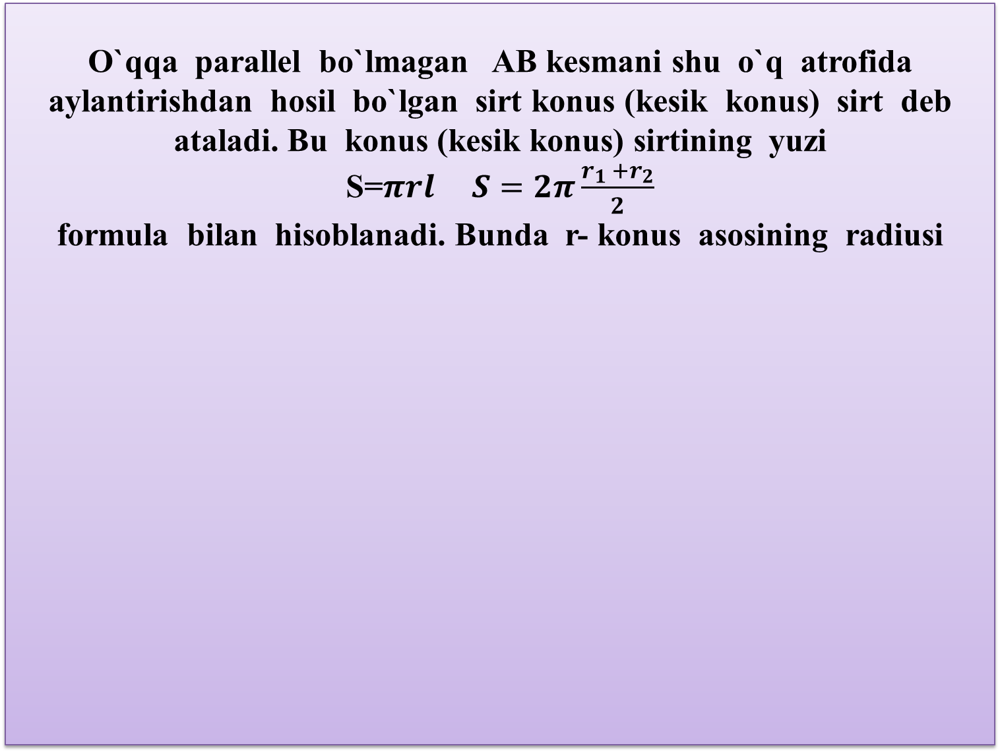 O`qqa parallel bo`lmagan AB kesmani shu o`q atrofida
aylantirishdan hosil bo`lgan sirt konus (kesik konus) sirt deb
ataladi. Bu konus (kesik konus) sirtining yuzi
S=𝝅𝒓𝒍 𝑺 = 𝟐𝝅 (𝒓₁ +𝒓₂)/𝟐
formula bilan hisoblanadi. Bunda r- konus asosining radiusi